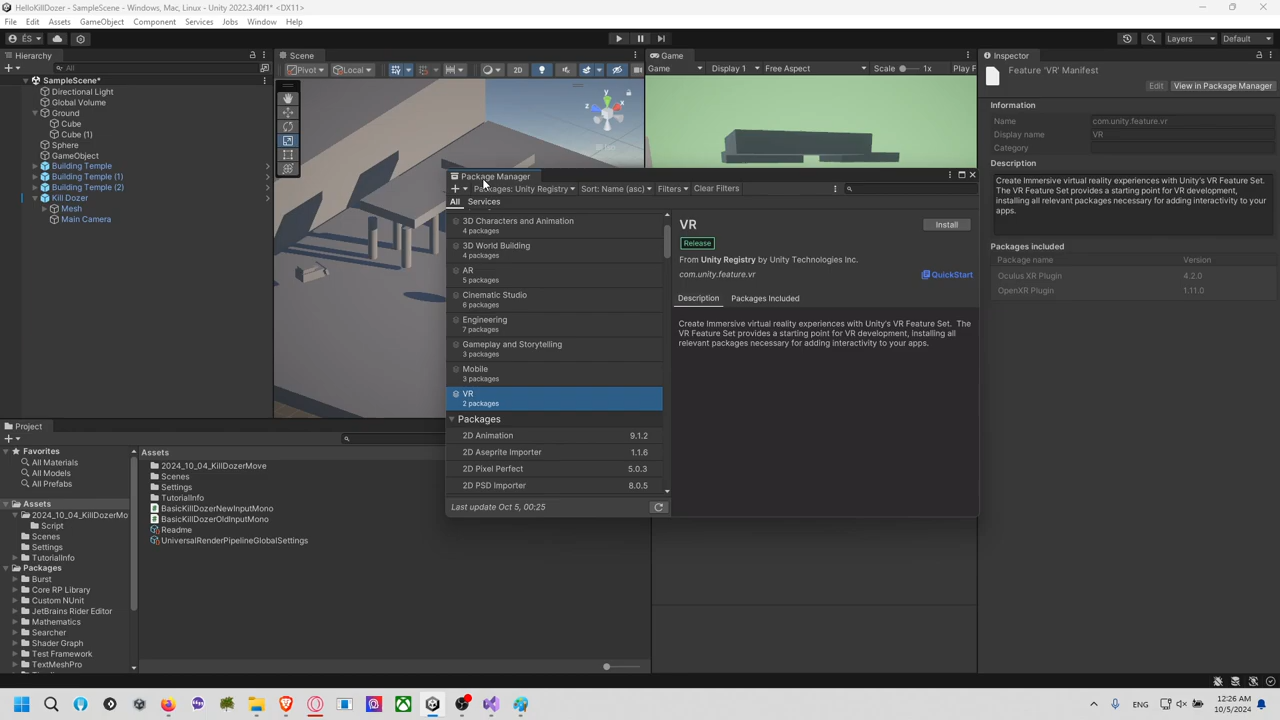 HelloKillDozer - SampleScene - Windows, Mac, Linux - Unity 2022.3.40f1* <DX11>
File Edit Assets GameObject Component Services Jobs Window Help
ÉS
Layers Default
Hierarchy
All
SampleScene*
Directional Light
Global Volume
Ground
Cube
Cube (1)
Sphere
GameObject
Building Temple
Building Temple (1)
Building Temple (2)
Kill Dozer
Mesh
Main Camera
Scene
Pivot Local 2D
y
z x
Game
Game Display 1 Free Aspect Scale 1x Play F
Package Manager
Packages: Unity Registry Sort: Name (asc) Filters Clear Filters
All Services
3D Characters and Animation
4 packages
3D World Building
4 packages
AR
5 packages
Cinematic Studio
6 packages
Engineering
7 packages
Gameplay and Storytelling
3 packages
Mobile
3 packages
VR
2 packages
Packages
2D Animation 9.1.2
2D Aseprite Importer 1.1.6
2D Pixel Perfect 5.0.3
2D PSD Importer 8.0.5
Last update Oct 5, 00:25
VR Install
Release
From Unity Registry by Unity Technologies Inc.
com.unity.feature.vr QuickStart
Description Packages Included
Create Immersive virtual reality experiences with Unity's VR Feature Set. The
VR Feature Set provides a starting point for VR development, installing all
relevant packages necessary for adding interactivity to your apps.
Inspector
Feature 'VR' Manifest
Edit View in Package Manager
Information
Name com.unity.feature.vr
Display name VR
Category
Description
Create Immersive virtual reality experiences with Unity's VR Feature Set.
The VR Feature Set provides a starting point for VR development,
installing all relevant packages necessary for adding interactivity to your
apps.
Packages included
Package name Version
Oculus XR Plugin 4.2.0
OpenXR Plugin 1.11.0
Project
Favorites
All Materials
All Models
All Prefabs
Assets
2024_10_04_KillDozerMo
Script
Scenes
Settings
TutorialInfo
Packages
Burst
Core RP Library
Custom NUnit
JetBrains Rider Editor
Mathematics
Searcher
Shader Graph
Test Framework
TextMeshPro
Assets
2024_10_04_KillDozerMove
Scenes
Settings
TutorialInfo
BasicKillDozerNewInputMono
BasicKillDozerOldInputMono
Readme
UniversalRenderPipelineGlobalSettings
ENG 12:26 AM
10/5/2024